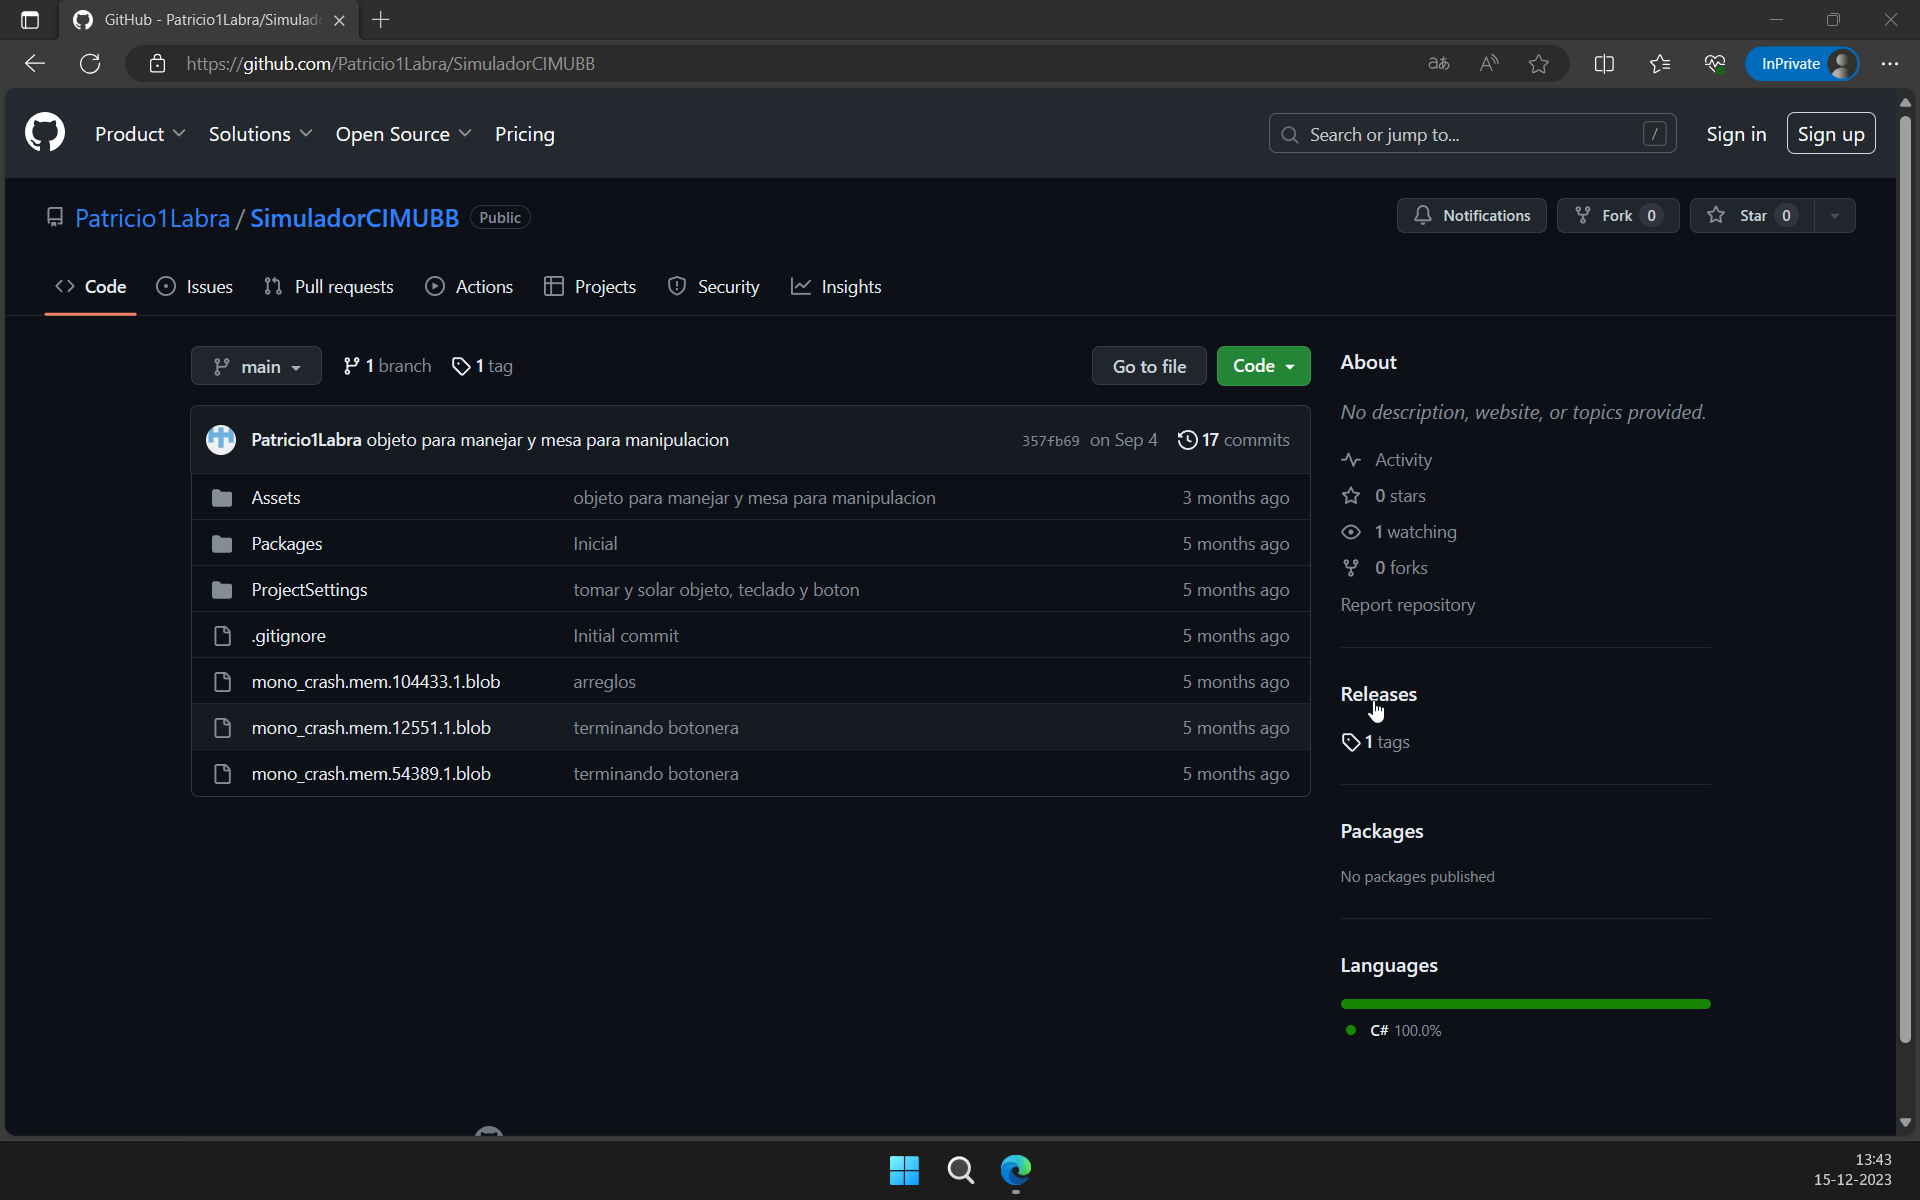 GitHub - Patricio1Labra/Simulad
https://github.com/Patricio1Labra/SimuladorCIMUBB
InPrivate
Product
Solutions
Open Source
Pricing
Search or jump to...
/
Sign in
Sign up
Patricio1Labra / SimuladorCIMUBB Public
Notifications
Fork 0
Star 0
Code
Issues
Pull requests
Actions
Projects
Security
Insights
main
1 branch
1 tag
Go to file
Code
Patricio1Labra objeto para manejar y mesa para manipulacion 357fb69 on Sep 4 17 commits
Assets objeto para manejar y mesa para manipulacion 3 months ago
Packages Inicial 5 months ago
ProjectSettings tomar y solar objeto, teclado y boton 5 months ago
.gitignore Initial commit 5 months ago
mono_crash.mem.104433.1.blob arreglos 5 months ago
mono_crash.mem.12551.1.blob terminando botonera 5 months ago
mono_crash.mem.54389.1.blob terminando botonera 5 months ago
About
No description, website, or topics provided.
Activity
0 stars
1 watching
0 forks
Report repository
Releases
1 tags
Packages
No packages published
Languages
C# 100.0%
13:43
15-12-2023